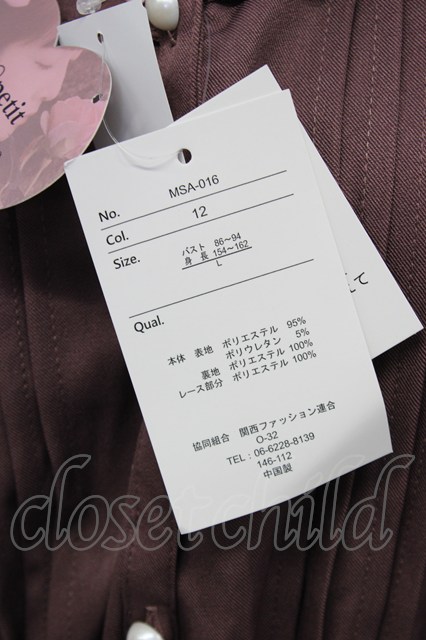 petit
No. MSA-016
Col. 12
Size. バスト 86～94
身 長 154～162
L
Qual.
本体 表地 ポリエステル 95%
ポリウレタン 5%
裏地 ポリエステル 100%
レース部分 ポリエステル 100%
協同組合 関西ファッション連合
O-32
TEL：06-6228-8139
146-112
中国製
て
closetchild